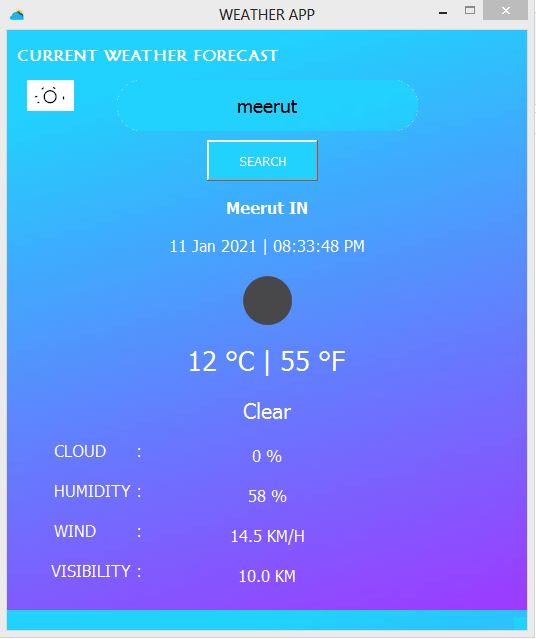 WEATHER APP
CURRENT WEATHER FORECAST
meerut
SEARCH
Meerut IN
11 Jan 2021 | 08:33:48 PM
12 °C | 55 °F
Clear
CLOUD : 0 %
HUMIDITY : 58 %
WIND : 14.5 KM/H
VISIBILITY : 10.0 KM